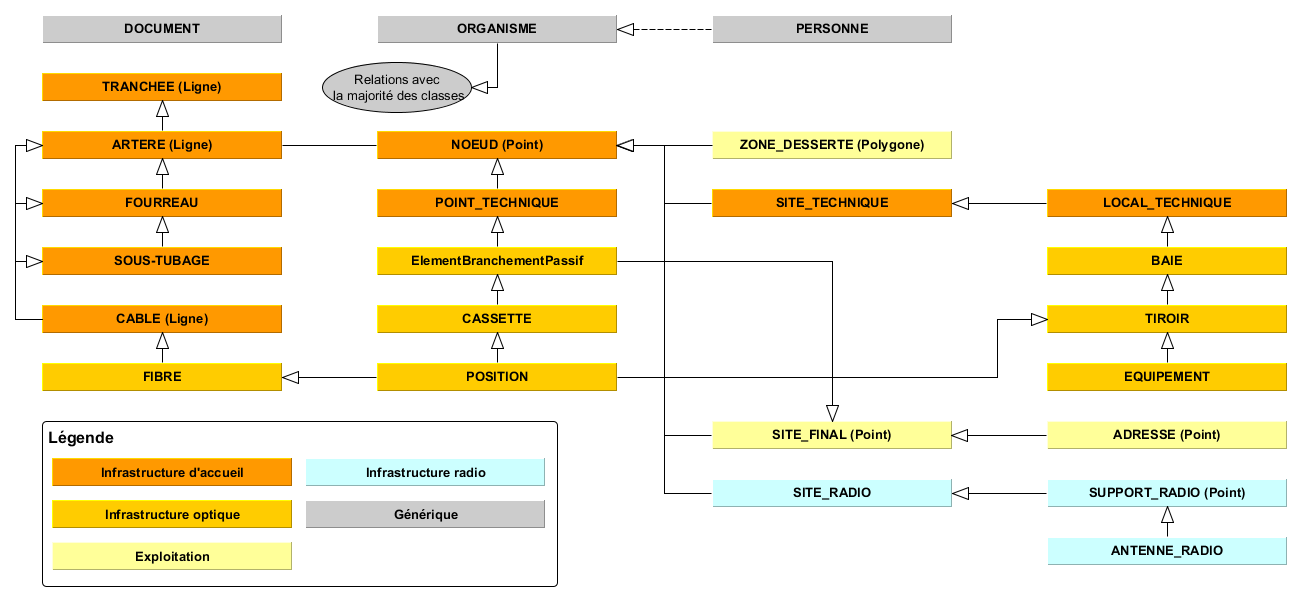 DOCUMENT
ORGANISME
PERSONNE
Relations avec
la majorité des classes
TRANCHEE (Ligne)
ARTERE (Ligne)
NOEUD (Point)
ZONE_DESSERTE (Polygone)
FOURREAU
POINT_TECHNIQUE
SITE_TECHNIQUE
LOCAL_TECHNIQUE
SOUS-TUBAGE
ElementBranchementPassif
BAIE
CABLE (Ligne)
CASSETTE
TIROIR
FIBRE
POSITION
EQUIPEMENT
SITE_FINAL (Point)
ADRESSE (Point)
SITE_RADIO
SUPPORT_RADIO (Point)
ANTENNE_RADIO
Légende
Infrastructure d'accueil
Infrastructure radio
Infrastructure optique
Générique
Exploitation